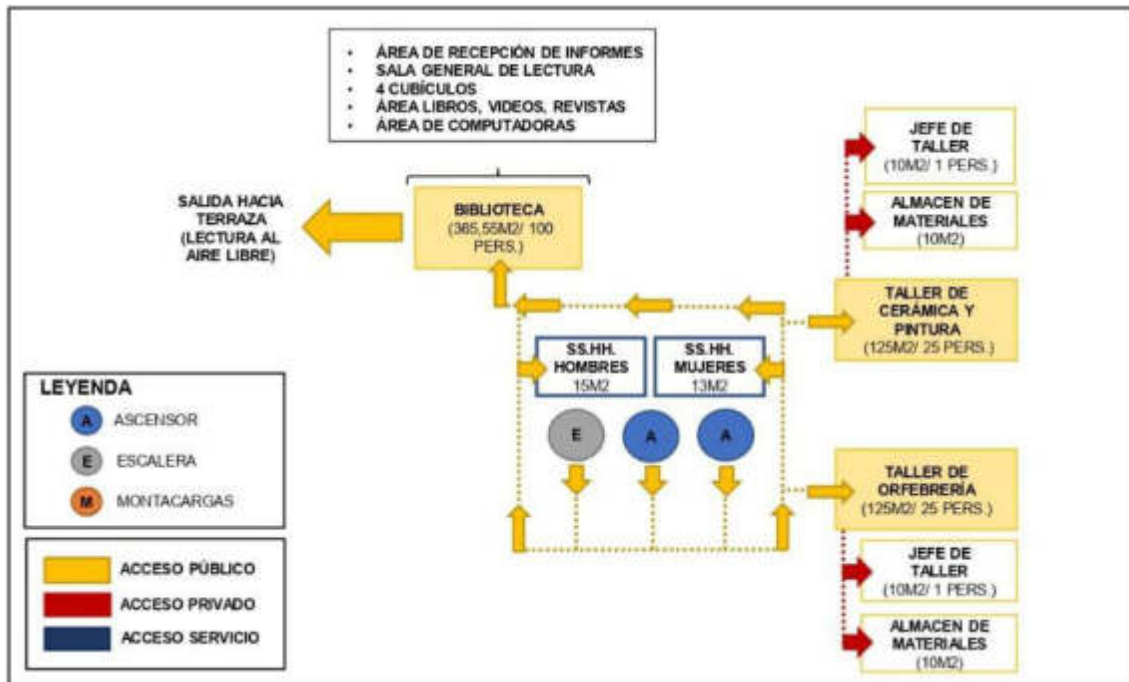 • ÁREA DE RECEPCIÓN DE INFORMES
• SALA GENERAL DE LECTURA
• 4 CUBÍCULOS
• ÁREA LIBROS, VIDEOS, REVISTAS
• ÁREA DE COMPUTADORAS
SALIDA HACIA
TERRAZA
(LECTURA AL
AIRE LIBRE)
BIBLIOTECA
(365,55M2/ 100
PERS.)
JEFE DE
TALLER
(10M2/ 1 PERS.)
ALMACEN DE
MATERIALES
(10M2)
TALLER DE
CERÁMICA Y
PINTURA
(125M2/ 25 PERS.)
SS.HH.
HOMBRES
15M2
SS.HH.
MUJERES
13M2
E
A
A
TALLER DE
ORFEBRERÍA
(125M2/ 25 PERS.)
JEFE DE
TALLER
(10M2/ 1 PERS.)
ALMACEN DE
MATERIALES
(10M2)
LEYENDA
A ASCENSOR
E ESCALERA
M MONTACARGAS
ACCESO PÚBLICO
ACCESO PRIVADO
ACCESO SERVICIO